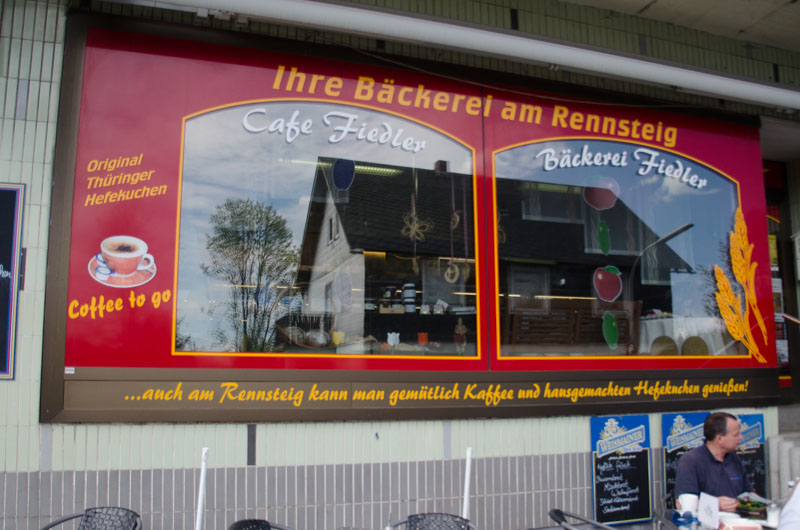 Ihre Bäckerei am Rennsteig
Cafe Fiedler
Bäckerei Fiedler
Original
Thüringer
Hefekuchen
Coffee to go
...auch am Rennsteig kann man gemütlich Kaffee und hausgemachten Hefekuchen genießen!